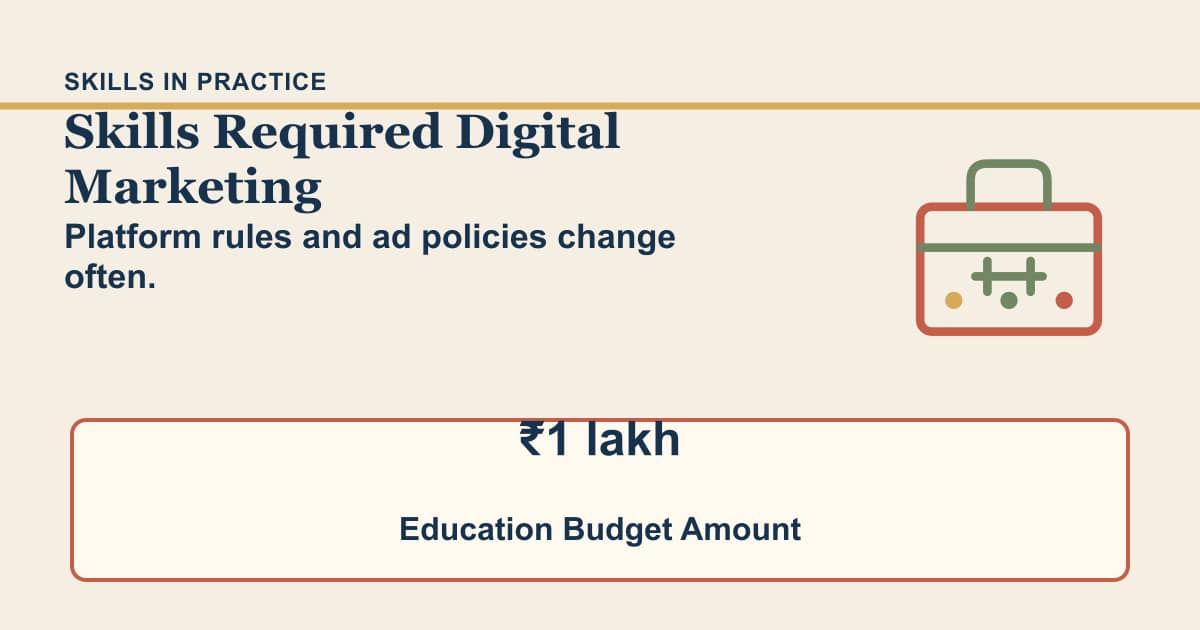 SKILLS IN PRACTICE
Skills Required Digital
Marketing
Platform rules and ad policies change
often.
₹1 lakh
Education Budget Amount